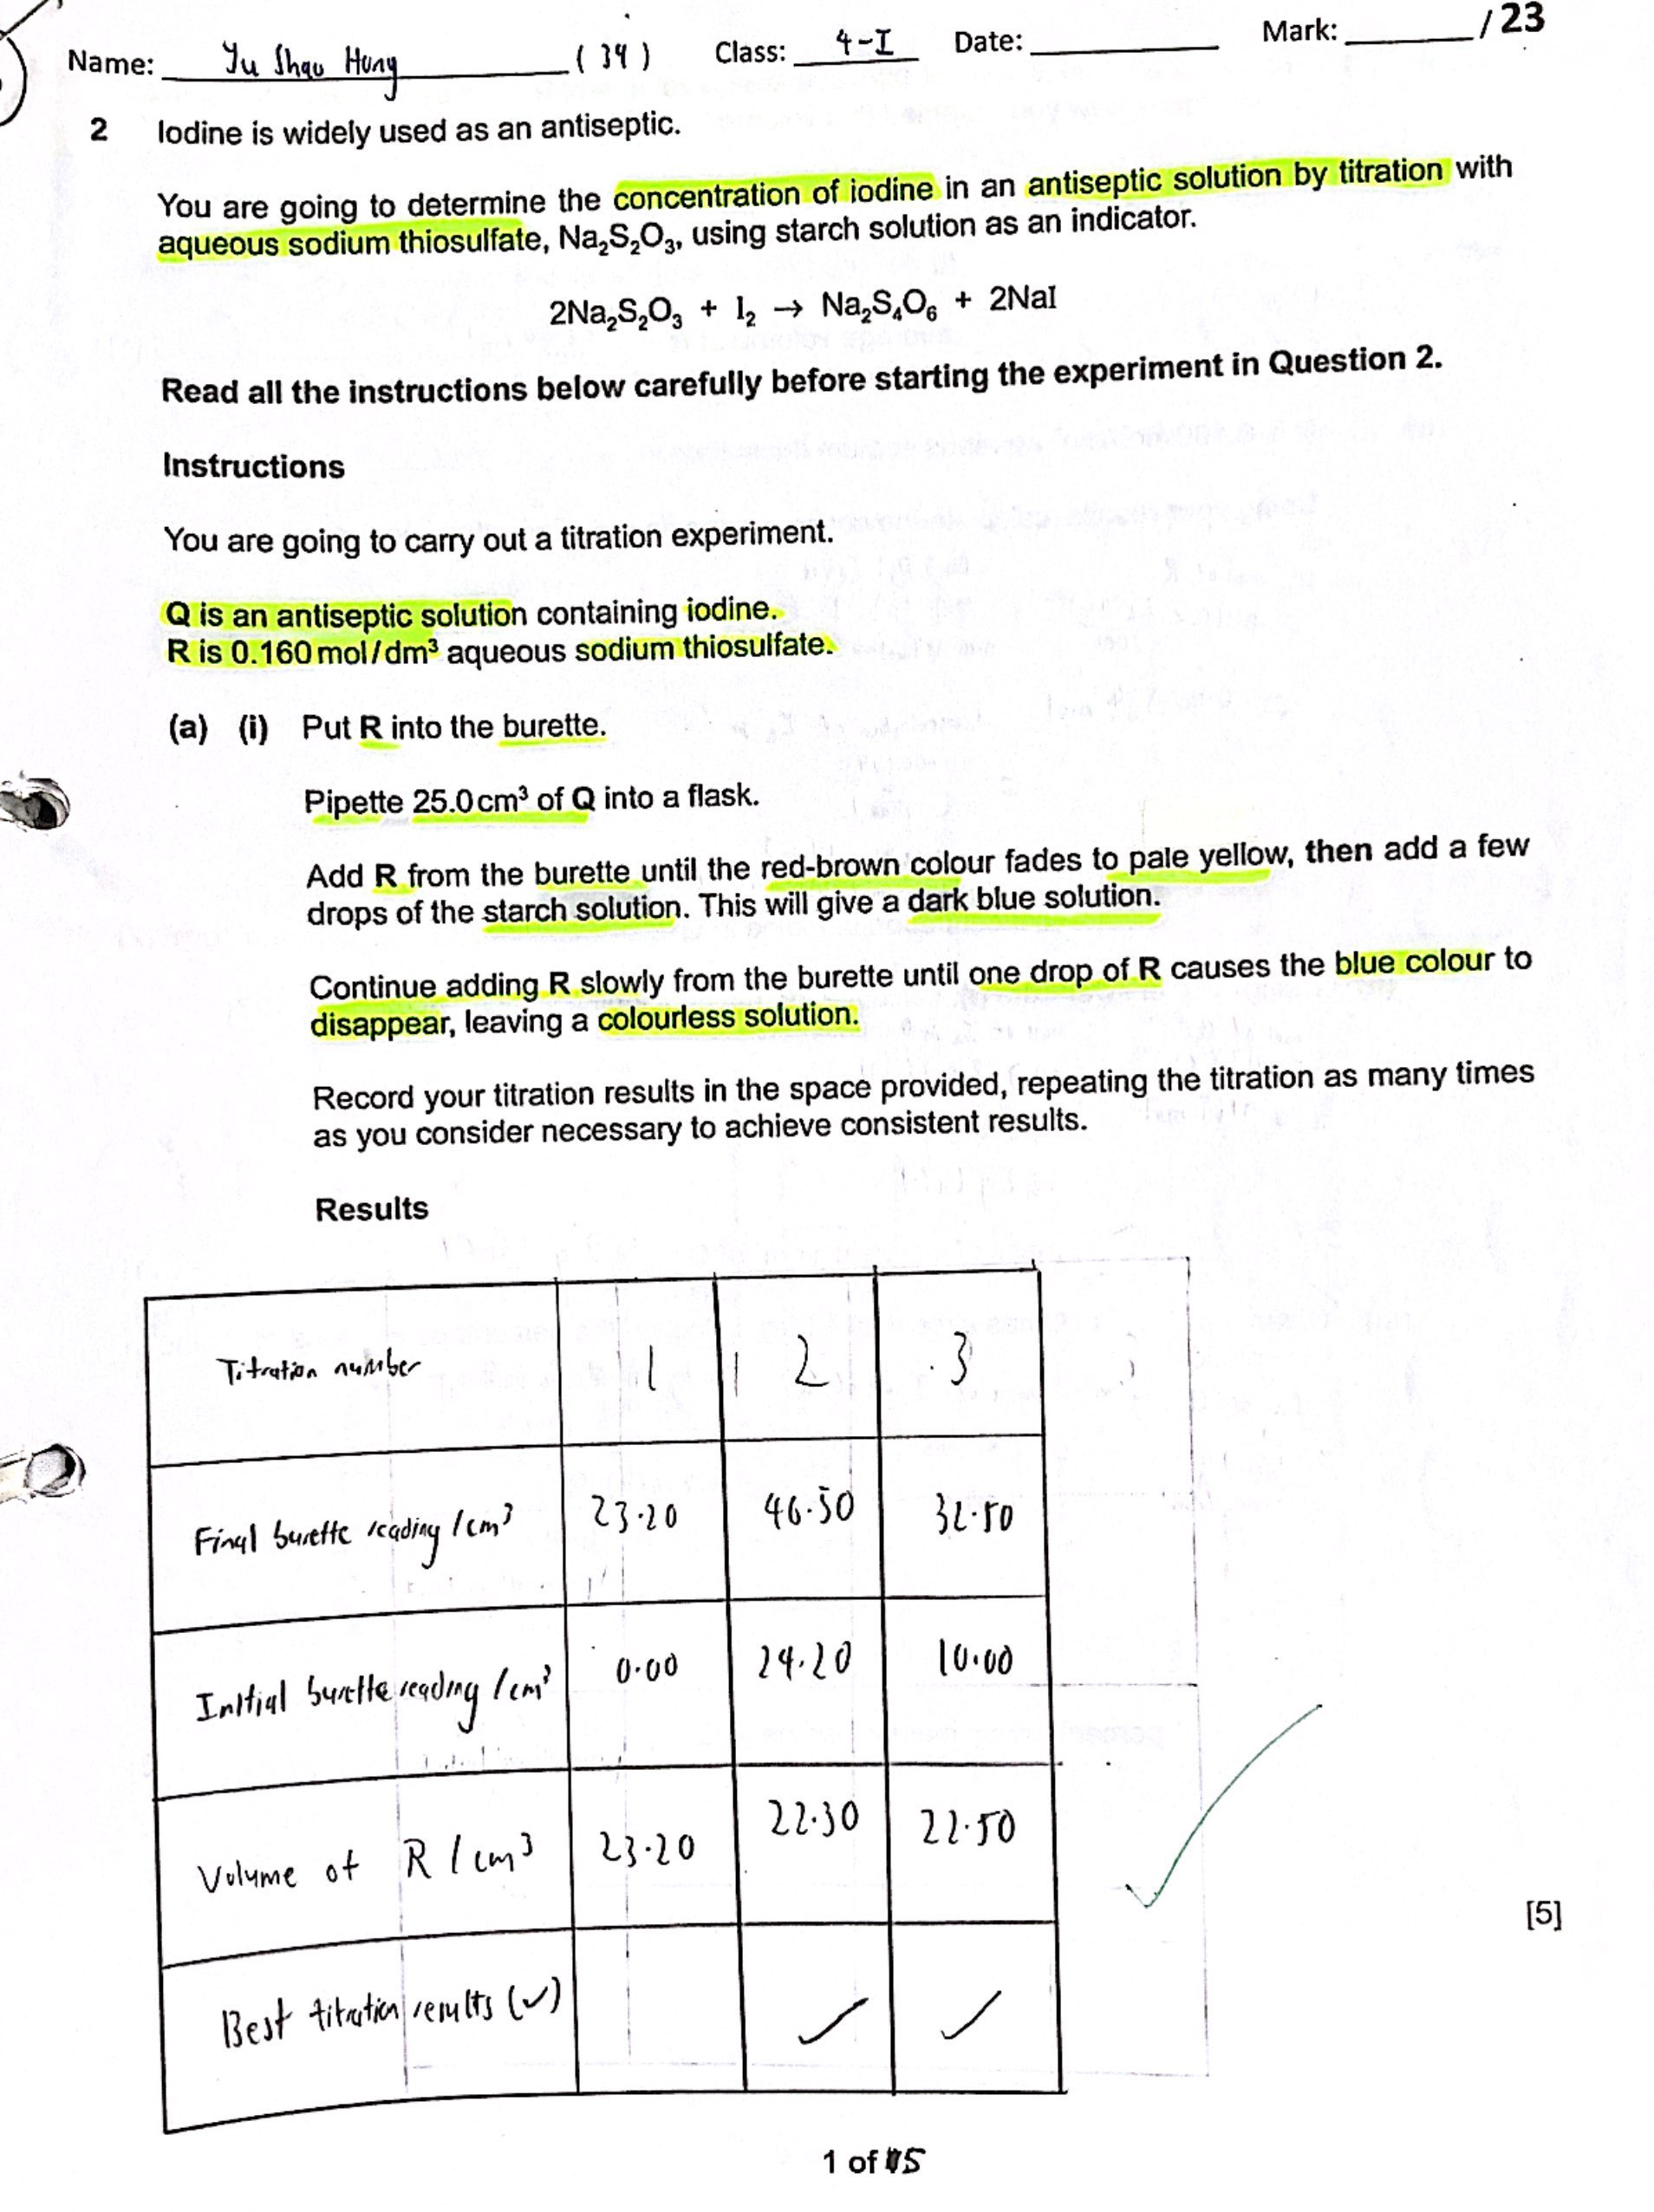 Name: Yu Shao Hung (34) Class: 4-I Date: ________ Mark: ______/23
2 Iodine is widely used as an antiseptic.
You are going to determine the concentration of iodine in an antiseptic solution by titration with
aqueous sodium thiosulfate, Na₂S₂O₃, using starch solution as an indicator.
2Na₂S₂O₃ + I₂ → Na₂S₄O₆ + 2NaI
Read all the instructions below carefully before starting the experiment in Question 2.
Instructions
You are going to carry out a titration experiment.
Q is an antiseptic solution containing iodine.
R is 0.160 mol/dm³ aqueous sodium thiosulfate.
(a) (i) Put R into the burette.
Pipette 25.0 cm³ of Q into a flask.
Add R from the burette until the red-brown colour fades to pale yellow, then add a few
drops of the starch solution. This will give a dark blue solution.
Continue adding R slowly from the burette until one drop of R causes the blue colour to
disappear, leaving a colourless solution.
Record your titration results in the space provided, repeating the titration as many times
as you consider necessary to achieve consistent results.
Results
Titration number 1 2 3
Final burette reading /cm³ 23.20 46.50 32.50
Initial burette reading /cm³ 0.00 24.20 10.00
Volume of R /cm³ 23.20 22.30 22.50
[5]
Best titration results (✓) ✓ ✓
1 of 15